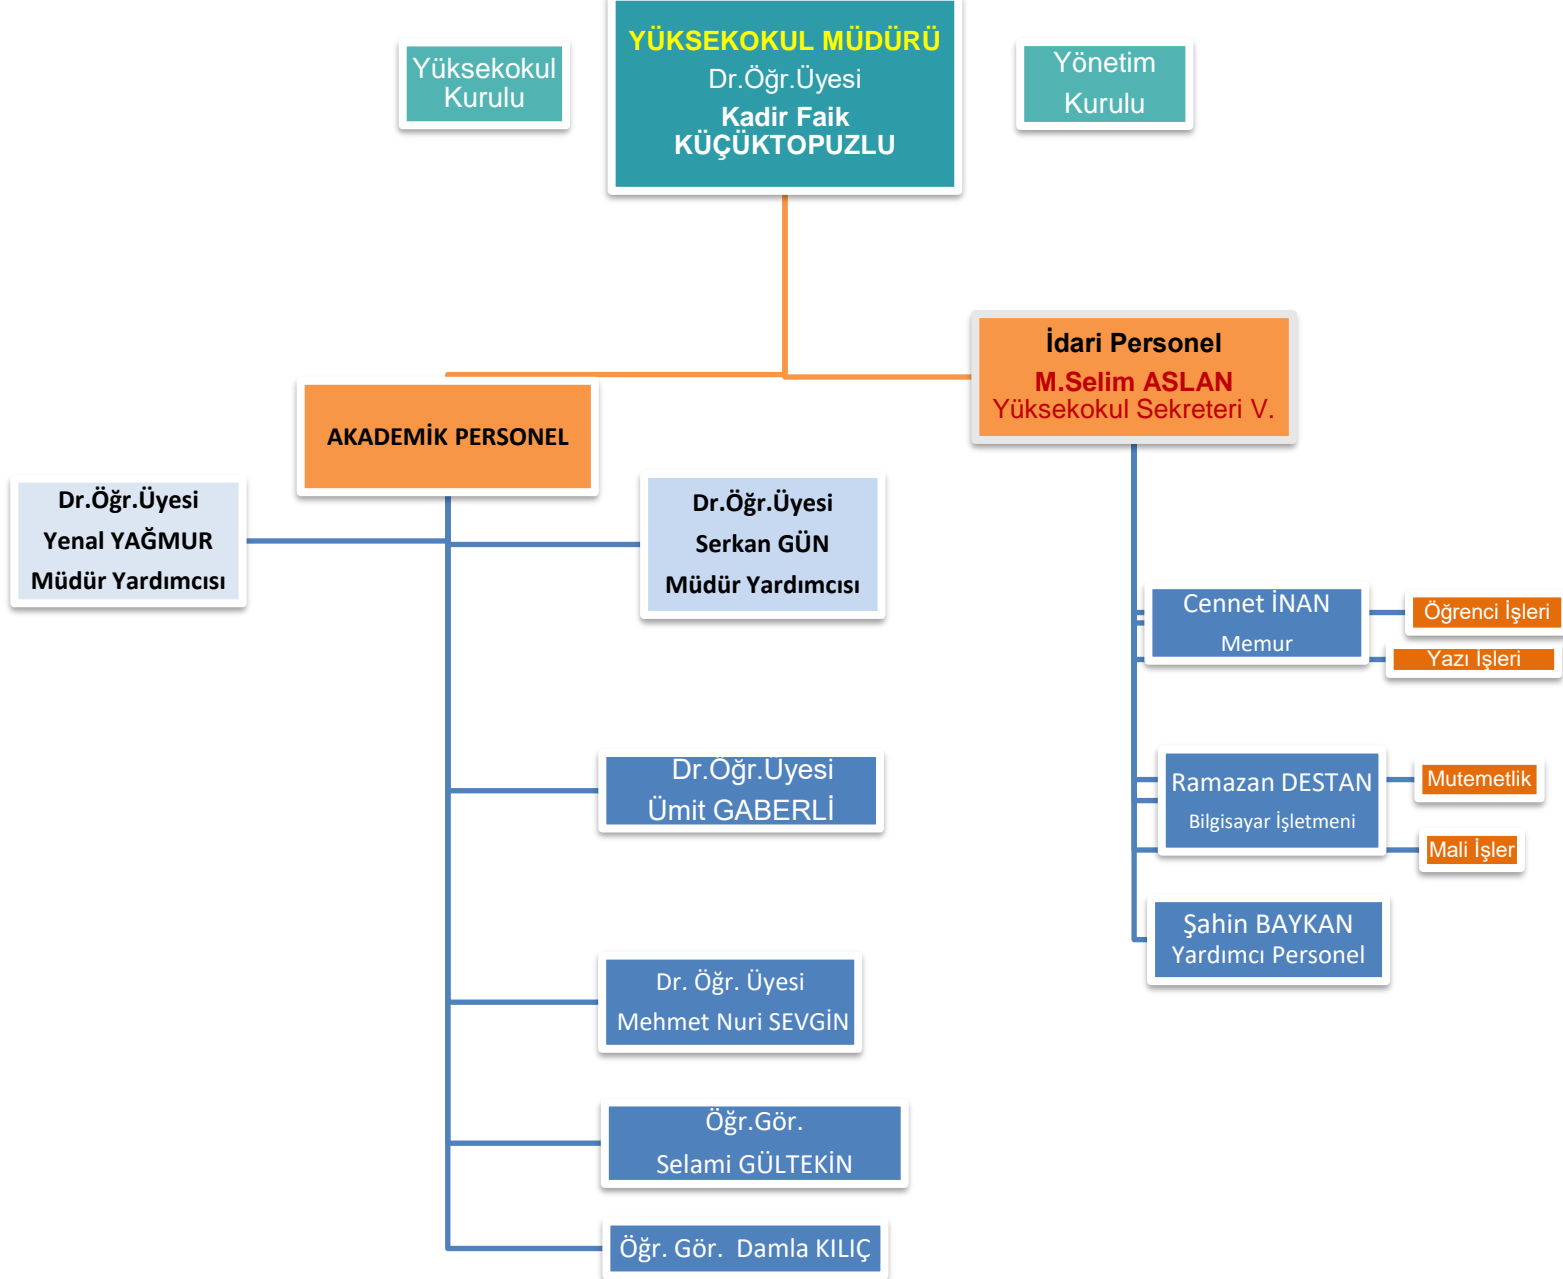 YÜKSEKOKUL MÜDÜRÜ
Dr.Öğr.Üyesi
Kadir Faik
KÜÇÜKTOPUZLU
Yüksekokul
Kurulu
Yönetim
Kurulu
İdari Personel
M.Selim ASLAN
Yüksekokul Sekreteri V.
AKADEMİK PERSONEL
Dr.Öğr.Üyesi
Yenal YAĞMUR
Müdür Yardımcısı
Dr.Öğr.Üyesi
Serkan GÜN
Müdür Yardımcısı
Cennet İNAN
Memur
Öğrenci İşleri
Yazı İşleri
Dr.Öğr.Üyesi
Ümit GABERLİ
Ramazan DESTAN
Bilgisayar İşletmeni
Mutemetlik
Mali İşler
Şahin BAYKAN
Yardımcı Personel
Dr. Öğr. Üyesi
Mehmet Nuri SEVGİN
Öğr.Gör.
Selami GÜLTEKİN
Öğr. Gör.  Damla KILIÇ